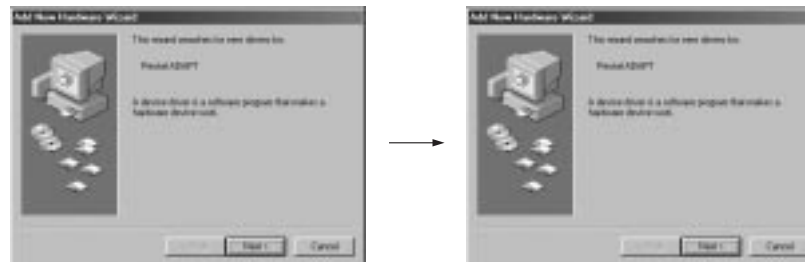 Add New Hardware Wizard
This wizard searches for new drivers for:
A device driver is a software program that makes a
hardware device work.
Next >
Cancel
Add New Hardware Wizard
This wizard searches for new drivers for:
A device driver is a software program that makes a
hardware device work.
Next >
Cancel